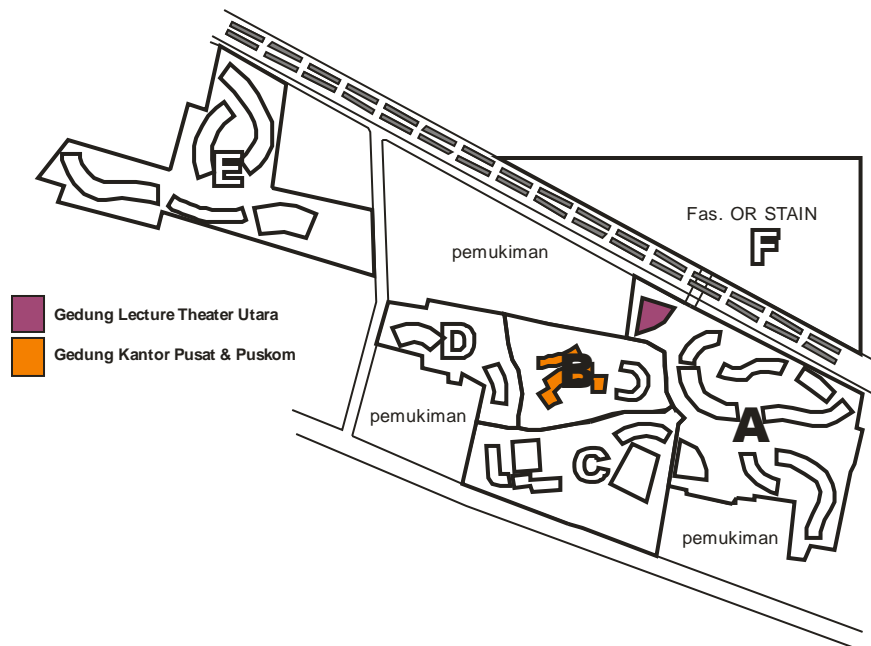 E
Fas. OR STAIN
F
pemukiman
Gedung Lecture Theater Utara
Gedung Kantor Pusat & Puskom
D
B
pemukiman
A
C
pemukiman